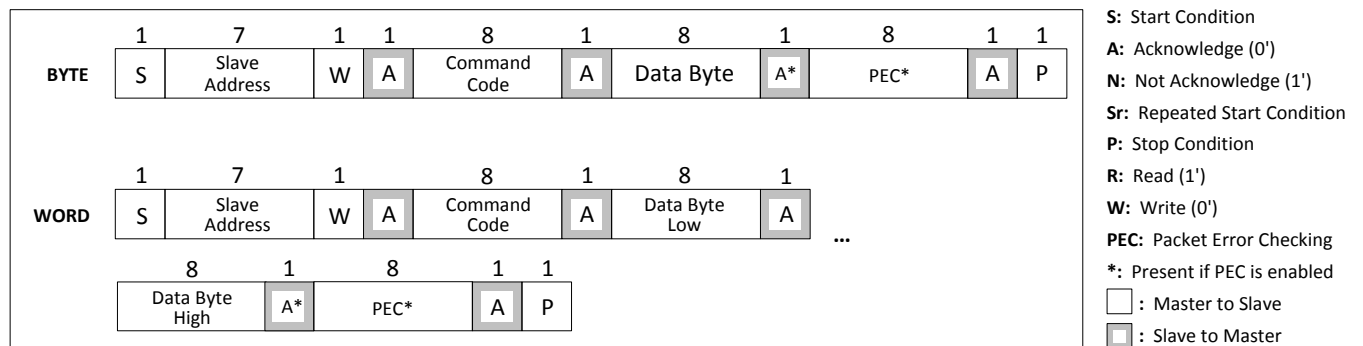 1 7 1 1 8 1 8 1 8 1 1
BYTE S Slave Address W A Command Code A Data Byte A* PEC* A P
1 7 1 8 1 8 1
WORD S Slave Address W A Command Code A Data Byte Low A ...
8 1 8 1 1
Data Byte High A* PEC* A P
S: Start Condition
A: Acknowledge (0')
N: Not Acknowledge (1')
Sr: Repeated Start Condition
P: Stop Condition
R: Read (1')
W: Write (0')
PEC: Packet Error Checking
*: Present if PEC is enabled
: Master to Slave
: Slave to Master